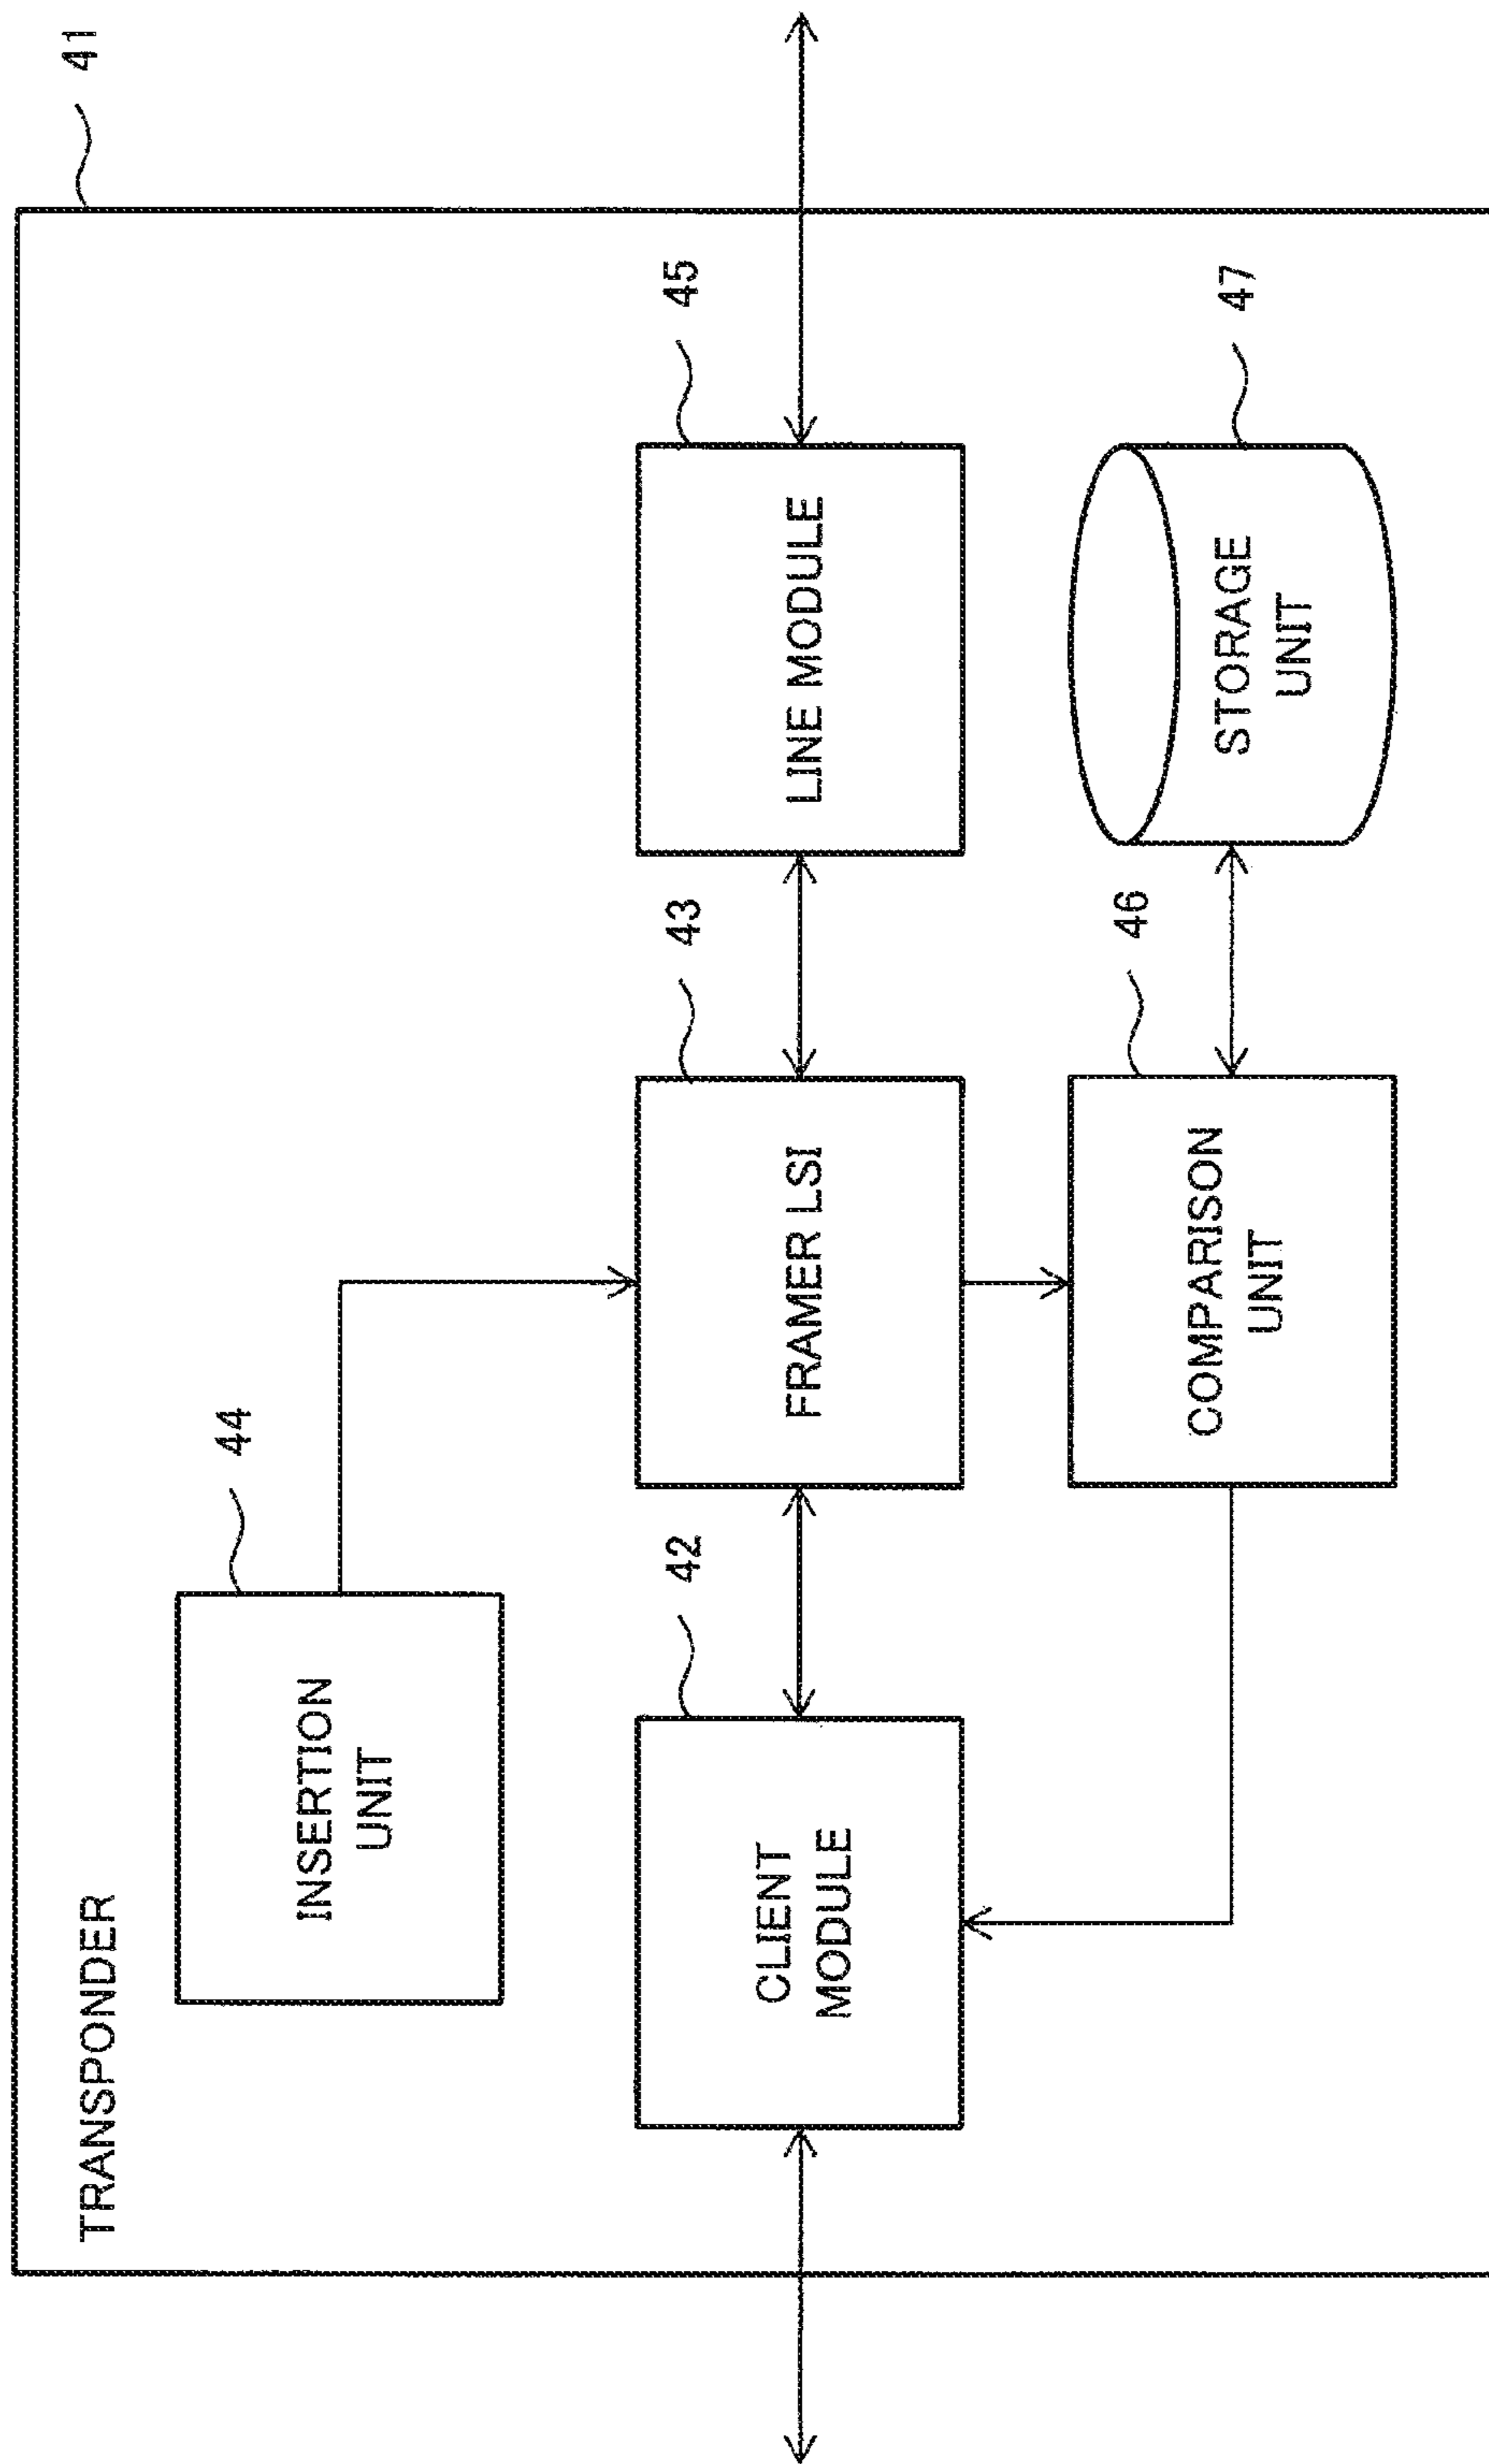 41
TRANSPONDER
44
INSERTION
UNIT
42
CLIENT
MODULE
43
FRAMER LSI
45
LINE MODULE
46
COMPARISON
UNIT
47
STORAGE
UNIT